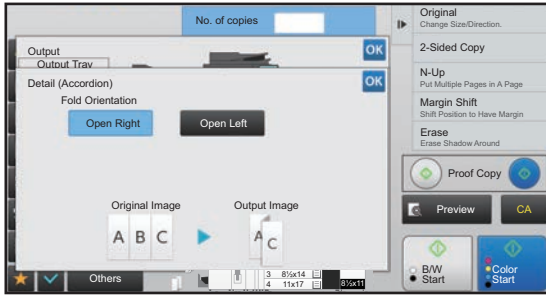 No. of copies
Output
OK
Output Tray
Detail (Accordion)
OK
Fold Orientation
Open Right
Open Left
Original Image
Output Image
A B C
A C
Others
3 8½x14
4 11x17
8½x11
Original
Change Size/Direction.
2-Sided Copy
N-Up
Put Multiple Pages in A Page
Margin Shift
Shift Position to Have Margin
Erase
Erase Shadow Around
Proof Copy
Preview
CA
B/W
Start
Color
Start